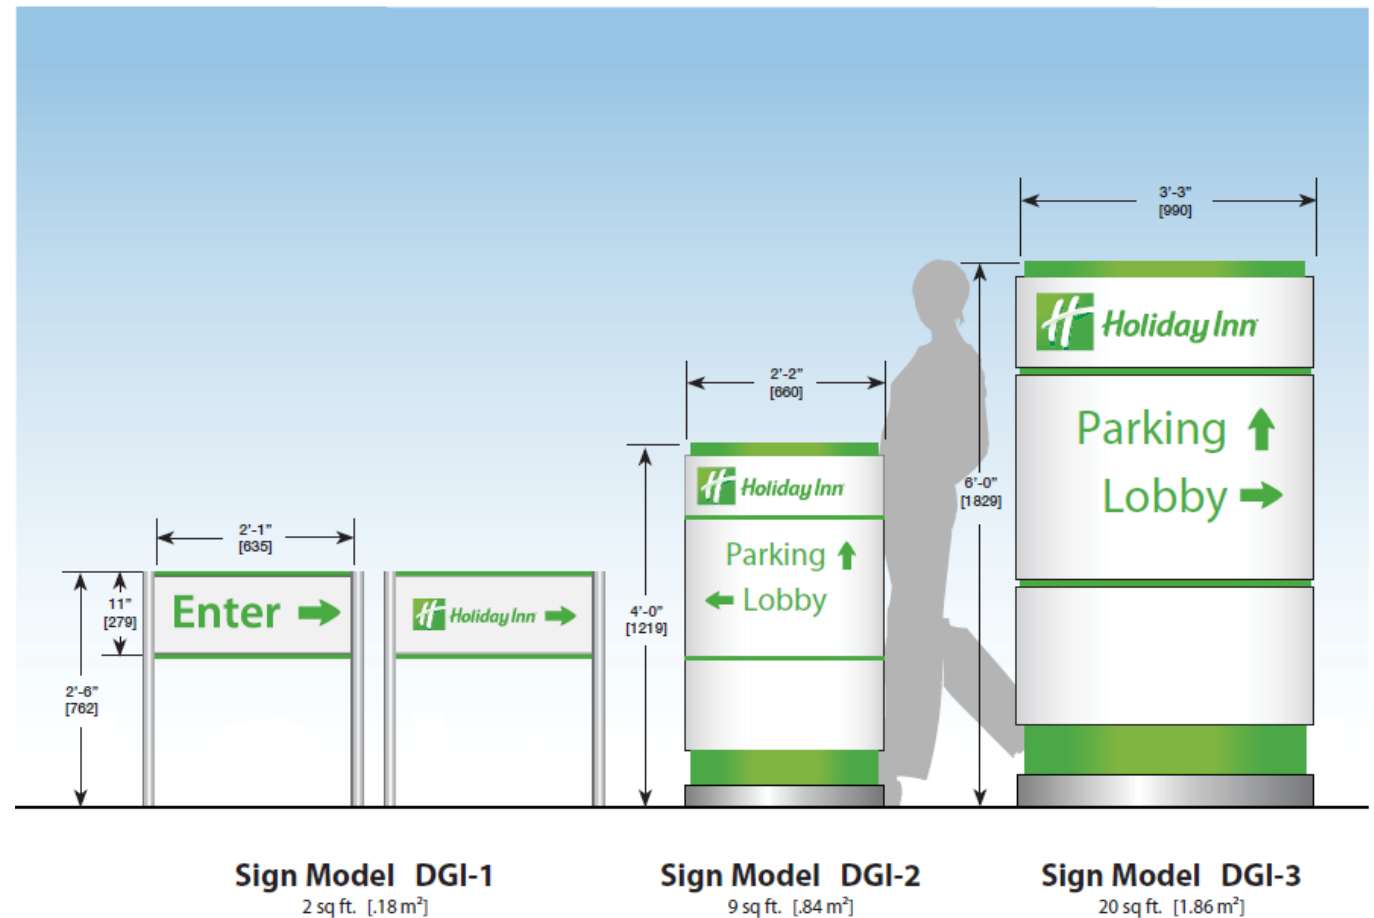 3’-3”
[990]
Holiday Inn
Parking
Lobby
6’-0”
[1829]
2’-2”
[660]
Holiday Inn
Parking
Lobby
4’-0”
[1219]
2’-1”
[635]
11”
[279]
Enter
Holiday Inn
2’-6”
[762]
Sign Model DGI-1
2 sq ft. [.18 m²]
Sign Model DGI-2
9 sq ft. [.84 m²]
Sign Model DGI-3
20 sq ft. [1.86 m²]